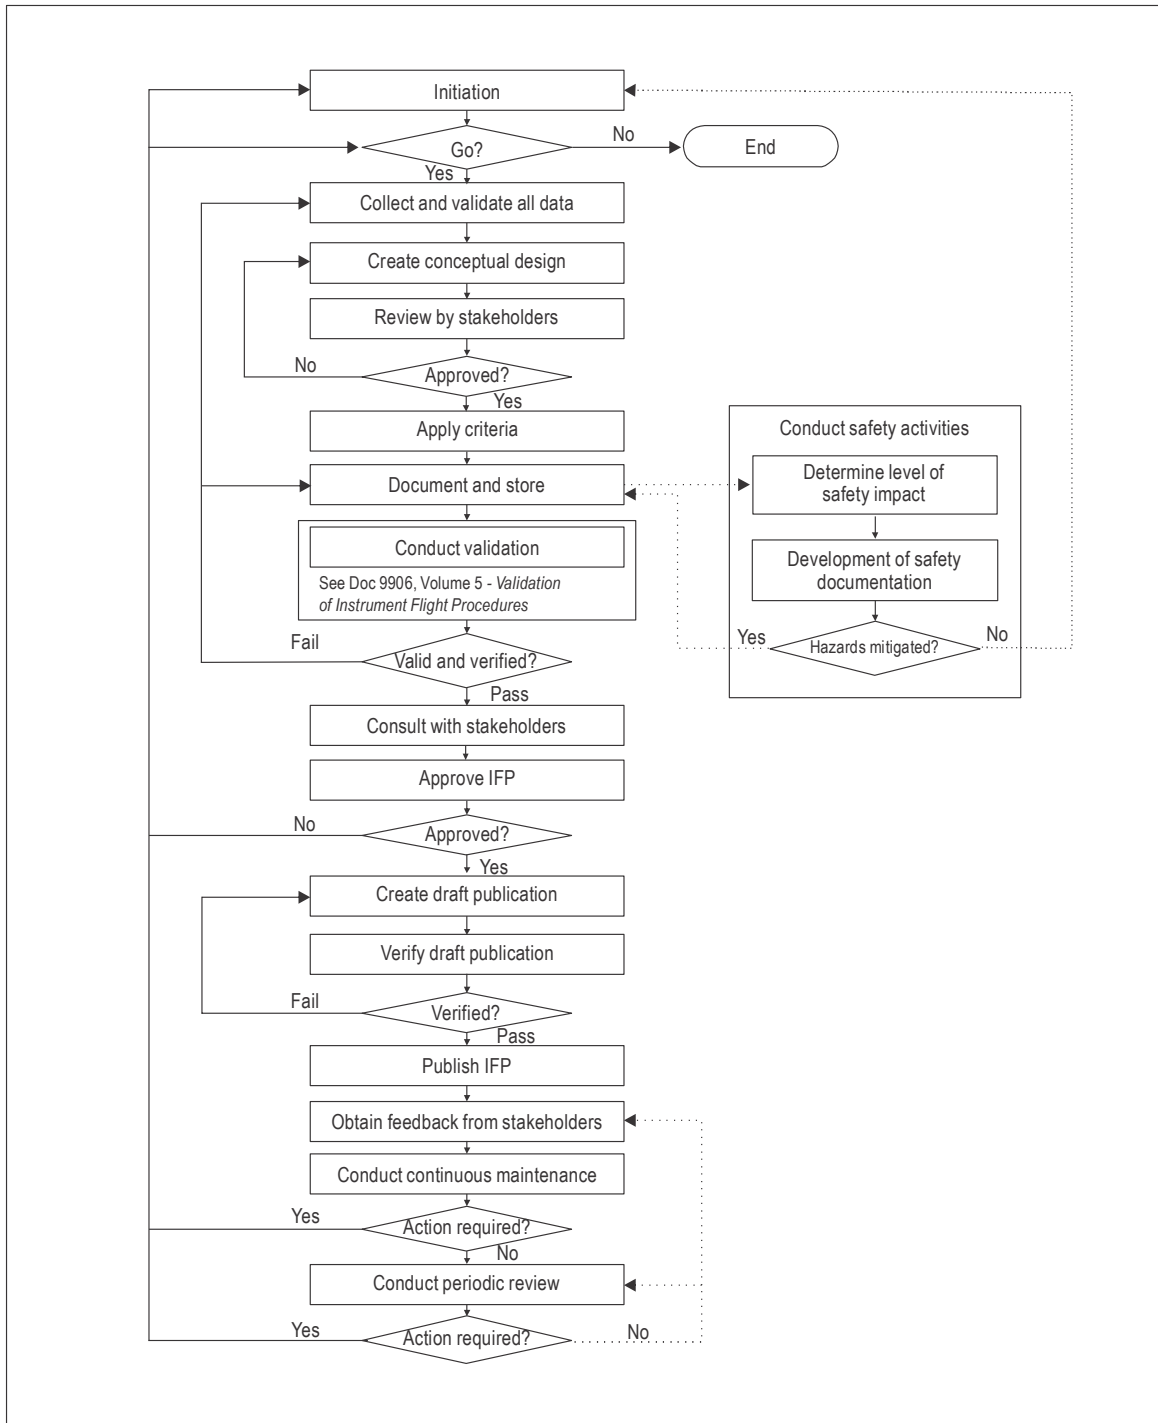 Initiation
Go?
No
End
Yes
Collect and validate all data
Create conceptual design
Review by stakeholders
No
Approved?
Yes
Apply criteria
Document and store
Conduct validation
See Doc 9906, Volume 5 - Validation
of Instrument Flight Procedures
Fail
Valid and verified?
Pass
Conduct safety activities
Determine level of
safety impact
Development of safety
documentation
Yes
Hazards mitigated?
No
Consult with stakeholders
Approve IFP
No
Approved?
Yes
Create draft publication
Verify draft publication
Fail
Verified?
Pass
Publish IFP
Obtain feedback from stakeholders
Conduct continuous maintenance
Yes
Action required?
No
Conduct periodic review
Yes
Action required?
No